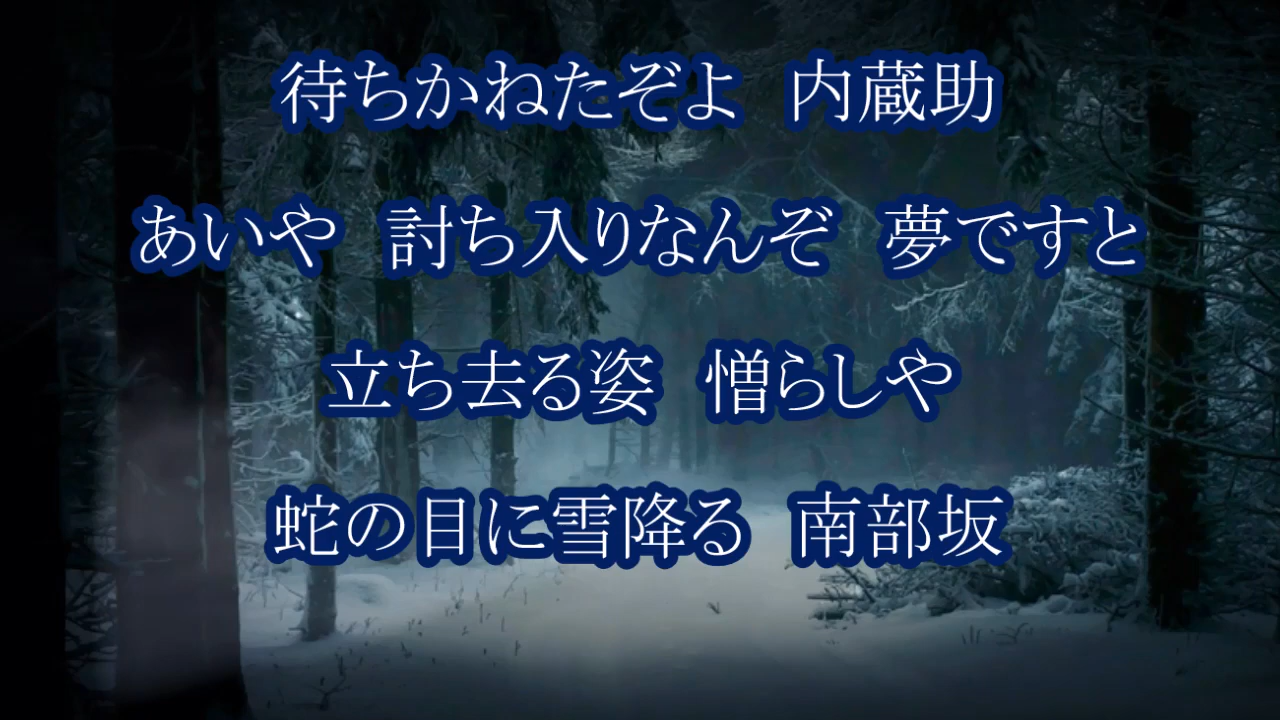 待ちかねたぞよ　内蔵助
あいや　討ち入りなんぞ　夢ですと
立ち去る姿　憎らしや
蛇の目に雪降る　南部坂